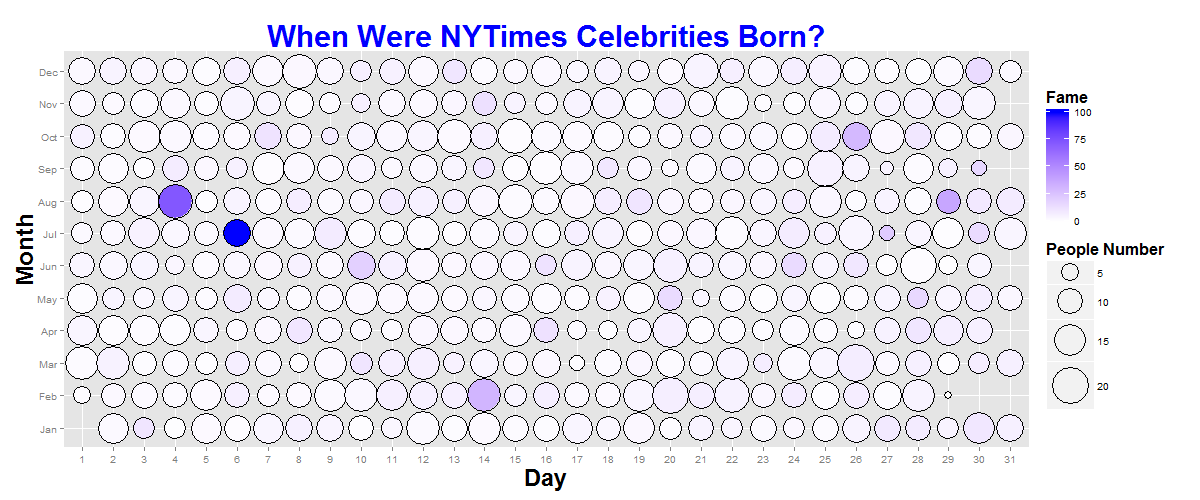 When Were NYTimes Celebrities Born?
Month
Dec
Nov
Oct
Sep
Aug
Jul
Jun
May
Apr
Mar
Feb
Jan
1 2 3 4 5 6 7 8 9 10 11 12 13 14 15 16 17 18 19 20 21 22 23 24 25 26 27 28 29 30 31
Day
Fame
100
75
50
25
0
People Number
5
10
15
20